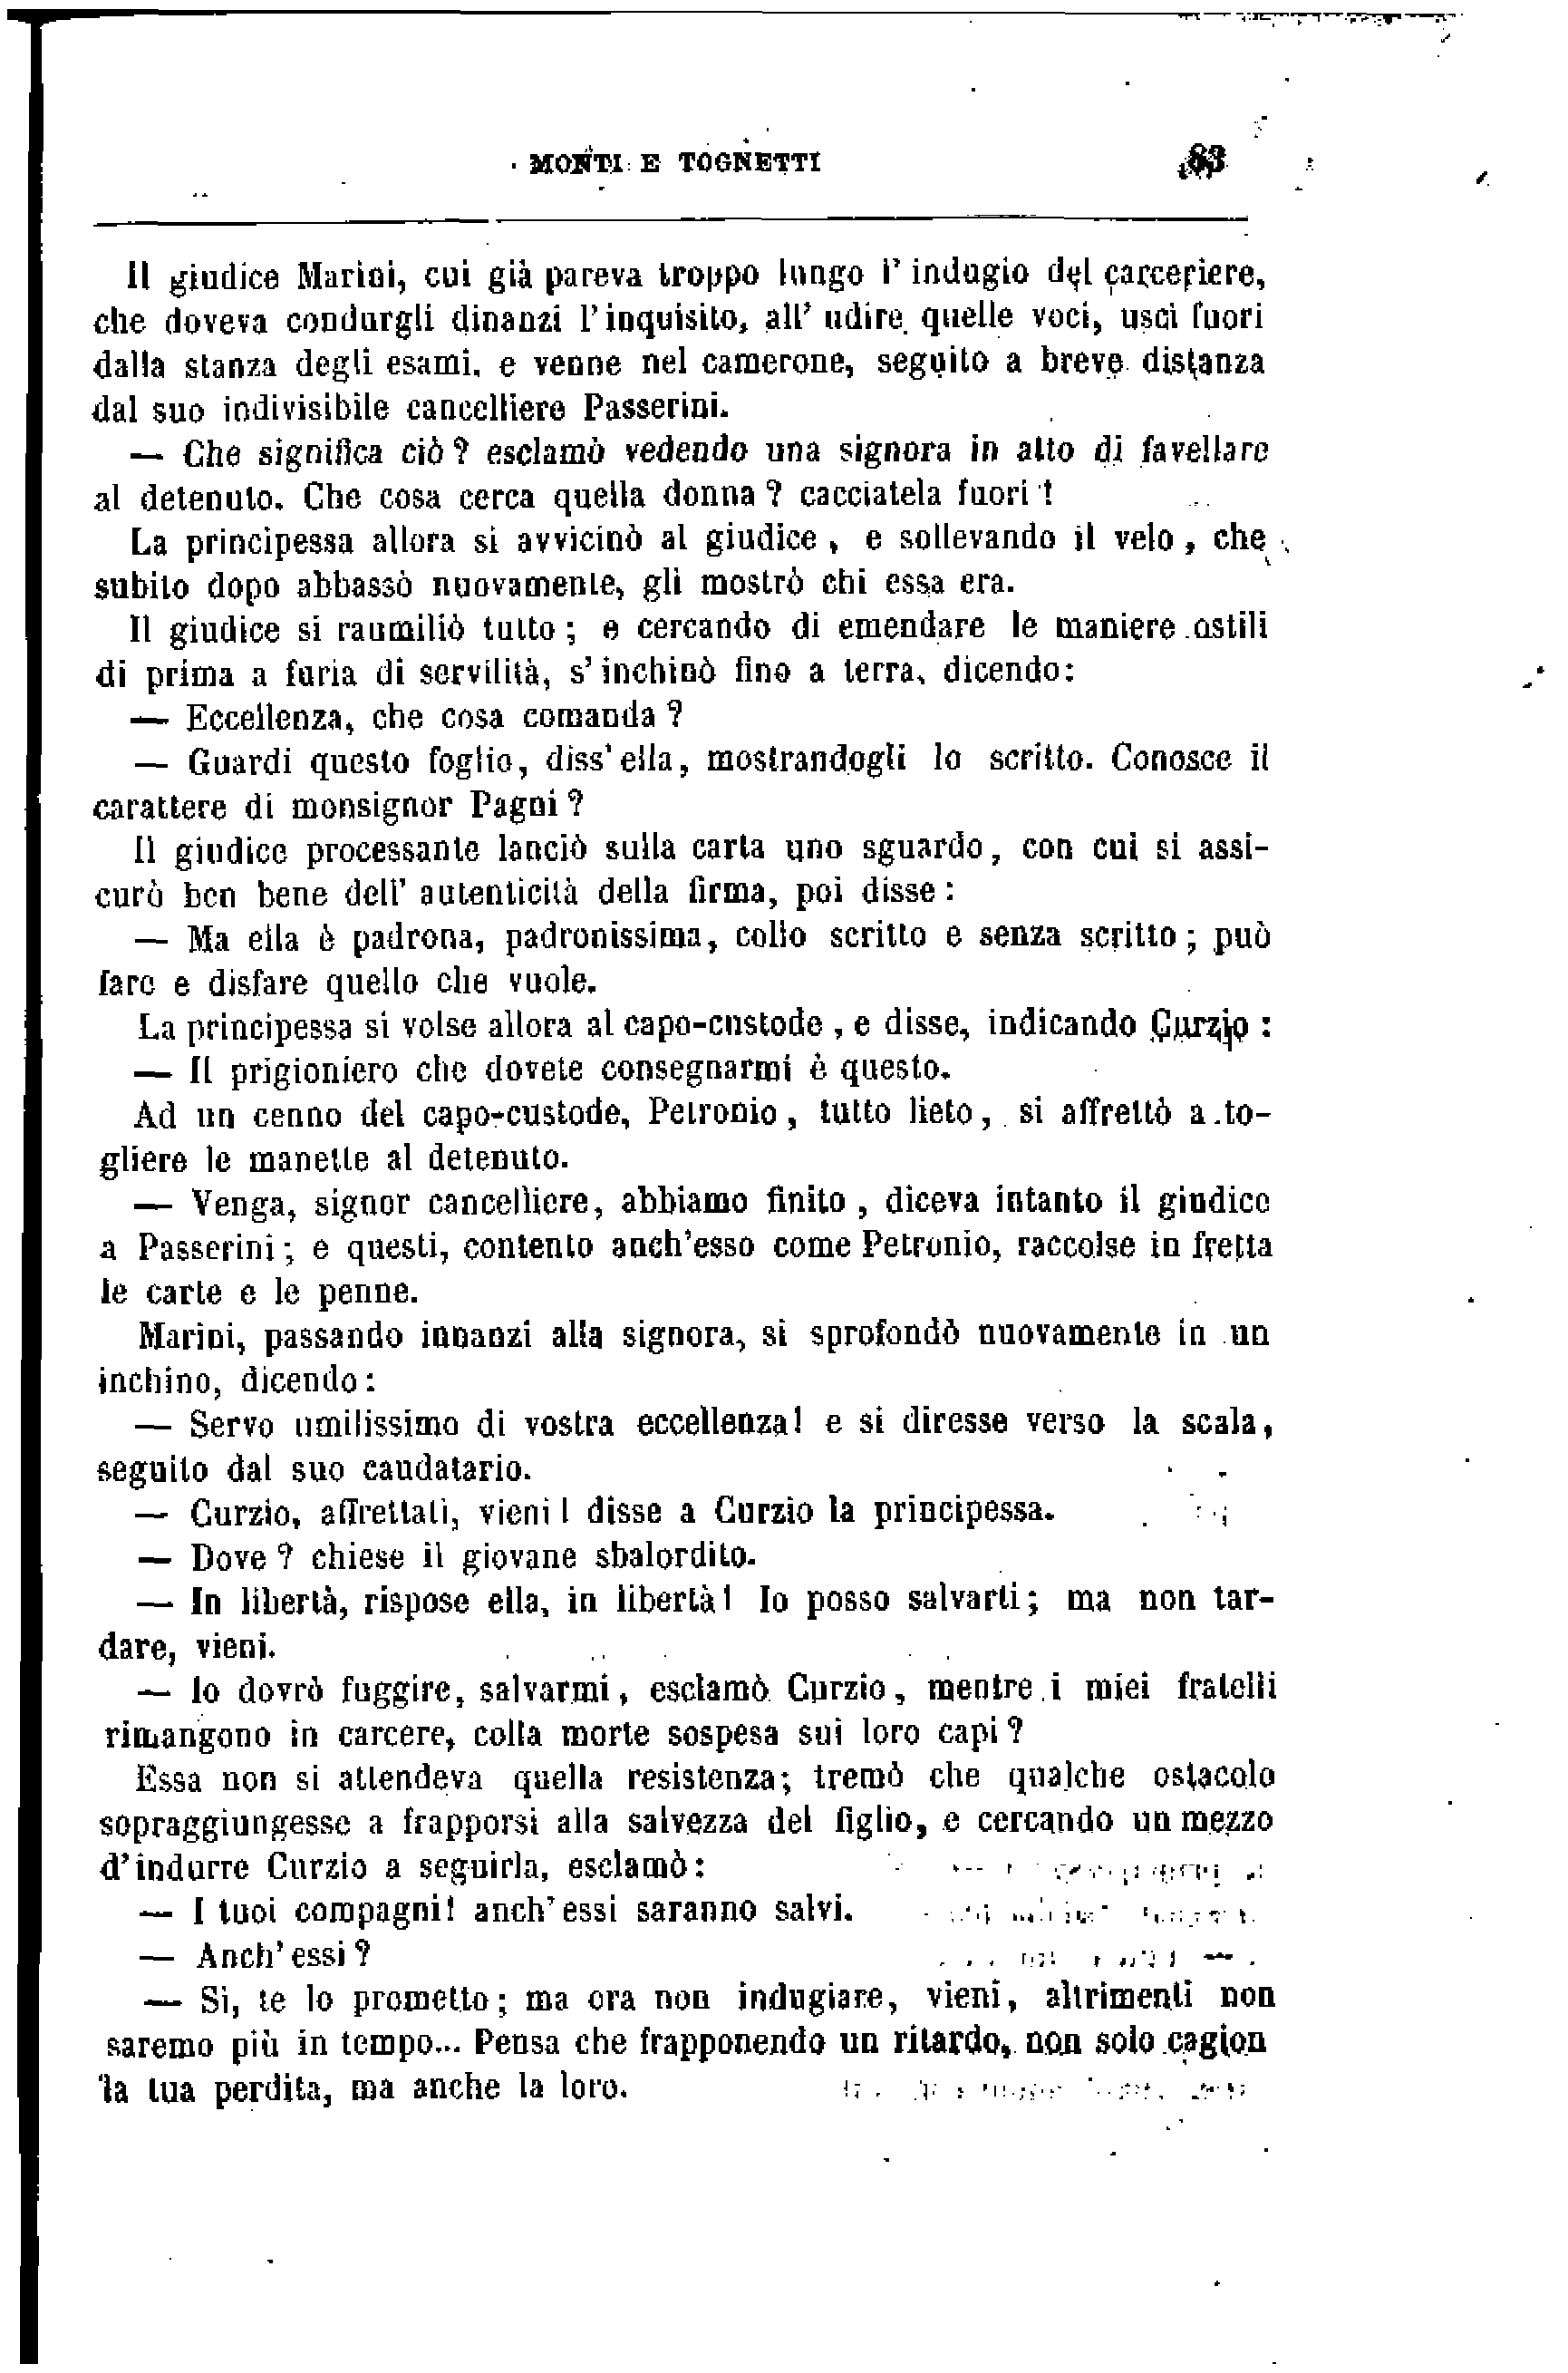 MONTI E TOGNETTI 83
Il giudice Marini, cui già pareva troppo lungo l'indugio del carceriere,
che doveva condurgli dinanzi l'inquisito, all'udire quelle voci, uscì fuori
dalla stanza degli esami, e venne nel camerone, seguito a breve distanza
dal suo indivisibile cancelliere Passerini.
— Che significa ciò? esclamò vedendo una signora in atto di favellare
al detenuto. Che cosa cerca quella donna? cacciatela fuori!
La principessa allora si avvicinò al giudice, e sollevando il velo, che
subito dopo abbassò nuovamente, gli mostrò chi essa era.
Il giudice si raumiliò tutto; e cercando di emendare le maniere ostili
di prima a furia di servilità, s'inchinò fino a terra, dicendo:
— Eccellenza, che cosa comanda?
— Guardi questo foglio, diss'ella, mostrandogli lo scritto. Conosce il
carattere di monsignor Pagni?
Il giudice processante lanciò sulla carta uno sguardo, con cui si assi-
curò ben bene dell'autenticità della firma, poi disse:
— Ma ella è padrona, padronissima, collo scritto e senza scritto; può
fare e disfare quello che vuole.
La principessa si volse allora al capo-custode, e disse, indicando Curzio:
— Il prigioniero che dovete consegnarmi è questo.
Ad un cenno del capo-custode, Petronio, tutto lieto, si affrettò a to-
gliere le manette al detenuto.
— Venga, signor cancelliere, abbiamo finito, diceva intanto il giudice
a Passerini; e questi, contento anch'esso come Petronio, raccolse in fretta
le carte e le penne.
Marini, passando innanzi alla signora, si sprofondò nuovamente in un
inchino, dicendo:
— Servo umilissimo di vostra eccellenza! e si diresse verso la scala,
seguito dal suo caudatario.
— Curzio, affrettati, vieni! disse a Curzio la principessa.
— Dove? chiese il giovane sbalordito.
— In libertà, rispose ella, in libertà! Io posso salvarti; ma non tar-
dare, vieni.
— Io dovrò fuggire, salvarmi, esclamò Curzio, mentre i miei fratelli
rimangono in carcere, colla morte sospesa sui loro capi?
Essa non si attendeva quella resistenza; tremò che qualche ostacolo
sopraggiungesse a frapporsi alla salvezza del figlio, e cercando un mezzo
d'indurre Curzio a seguirla, esclamò:
— I tuoi compagni! anch'essi saranno salvi.
— Anch'essi?
— Sì, te lo prometto; ma ora non indugiare, vieni, altrimenti non
saremo più in tempo... Pensa che frapponendo un ritardo, non solo cagion
la tua perdita, ma anche la loro.